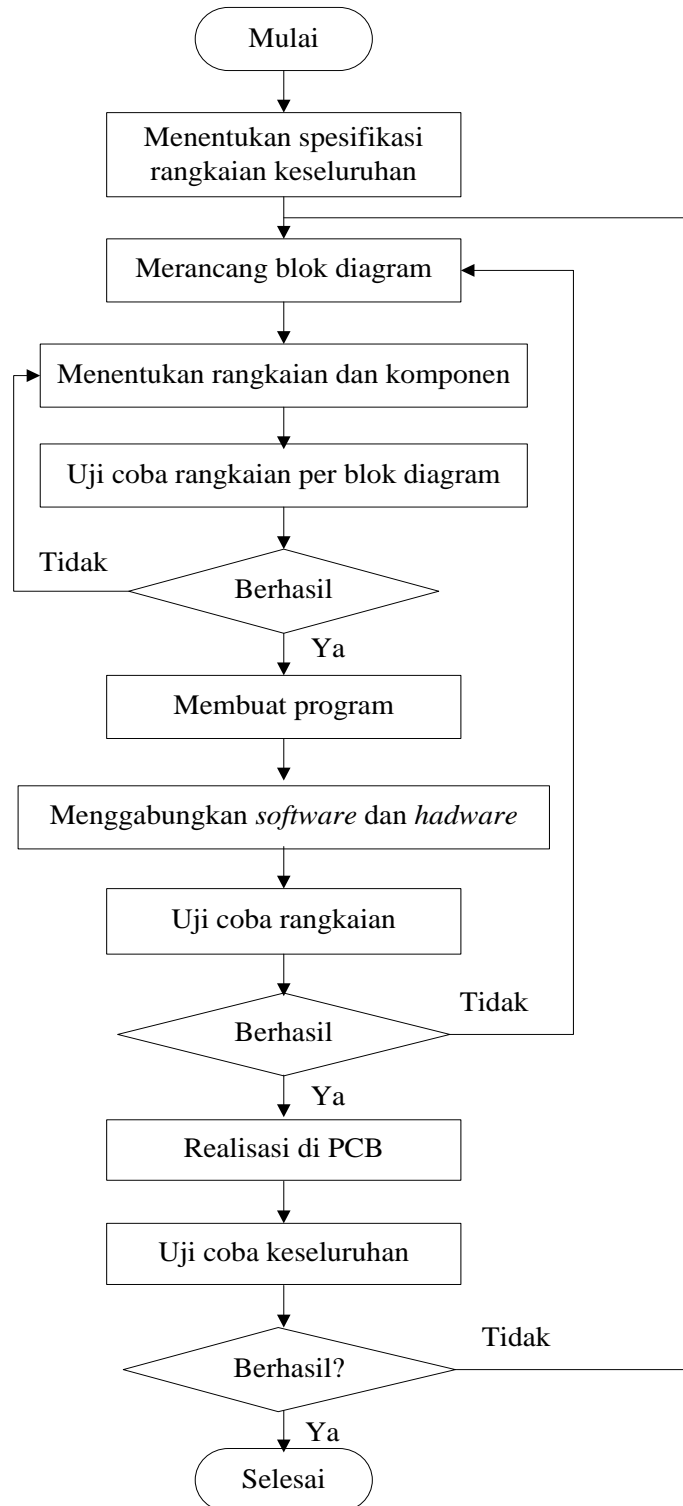 Mulai
Menentukan spesifikasi
rangkaian keseluruhan
Merancang blok diagram
Menentukan rangkaian dan komponen
Uji coba rangkaian per blok diagram
Tidak
Berhasil
Ya
Membuat program
Menggabungkan software dan hadware
Uji coba rangkaian
Tidak
Berhasil
Ya
Realisasi di PCB
Uji coba keseluruhan
Tidak
Berhasil?
Ya
Selesai